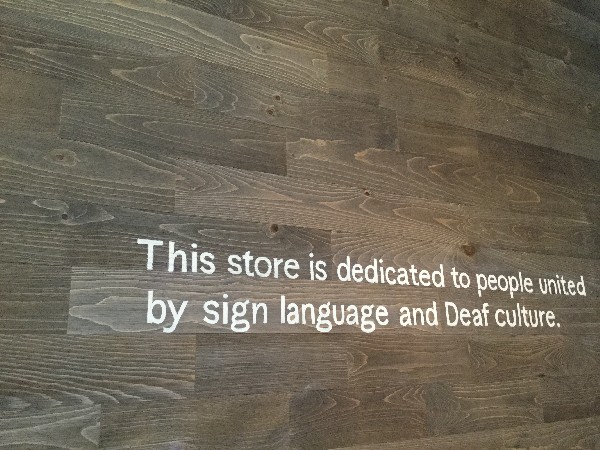 This store is dedicated to people united
by sign language and Deaf culture.